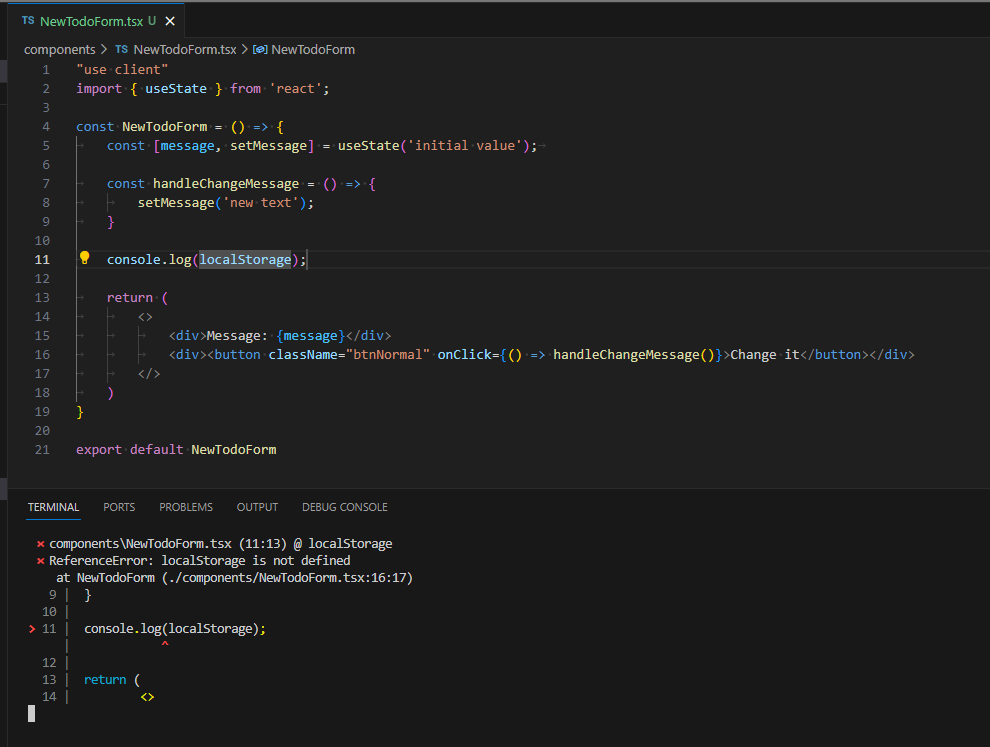 TS NewTodoForm.tsx U ×
components > TS NewTodoForm.tsx > NewTodoForm
1 "use client"
2 import { useState } from 'react';
3
4 const NewTodoForm = () => {
5 const [message, setMessage] = useState('initial value');
6
7 const handleChangeMessage = () => {
8 setMessage('new text');
9 }
10
11 console.log(localStorage);
12
13 return (
14 <>
15 <div>Message: {message}</div>
16 <div><button className="btnNormal" onClick={() => handleChangeMessage()}>Change it</button></div>
17 </>
18 )
19 }
20
21 export default NewTodoForm
TERMINAL PORTS PROBLEMS OUTPUT DEBUG CONSOLE
× components\NewTodoForm.tsx (11:13) @ localStorage
× ReferenceError: localStorage is not defined
at NewTodoForm (./components/NewTodoForm.tsx:16:17)
9 | }
10 |
> 11 | console.log(localStorage);
| ^
12 |
13 | return (
14 | <>